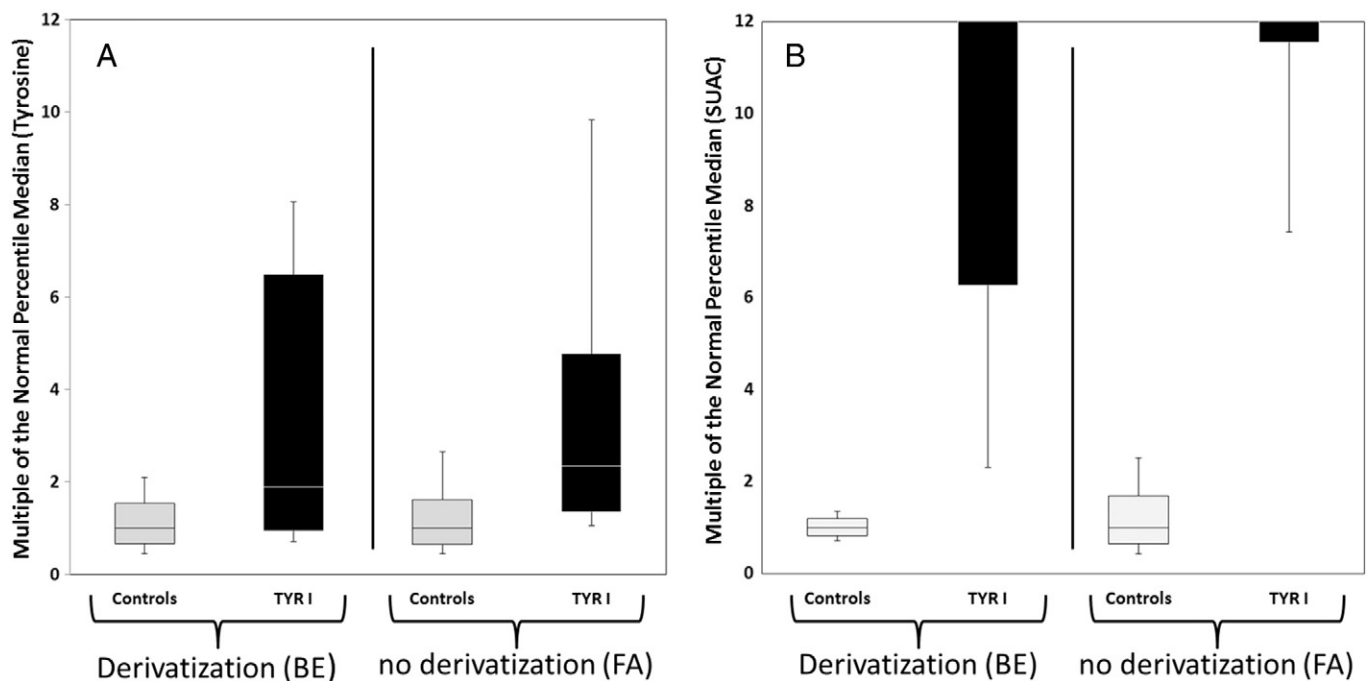 A
Multiple of the Normal Percentile Median (Tyrosine)
12
10
8
6
4
2
0
Controls
TYR I
Controls
TYR I
Derivatization (BE)
no derivatization (FA)
B
Multiple of the Normal Percentile Median (SUAC)
12
10
8
6
4
2
0
Controls
TYR I
Controls
TYR I
Derivatization (BE)
no derivatization (FA)